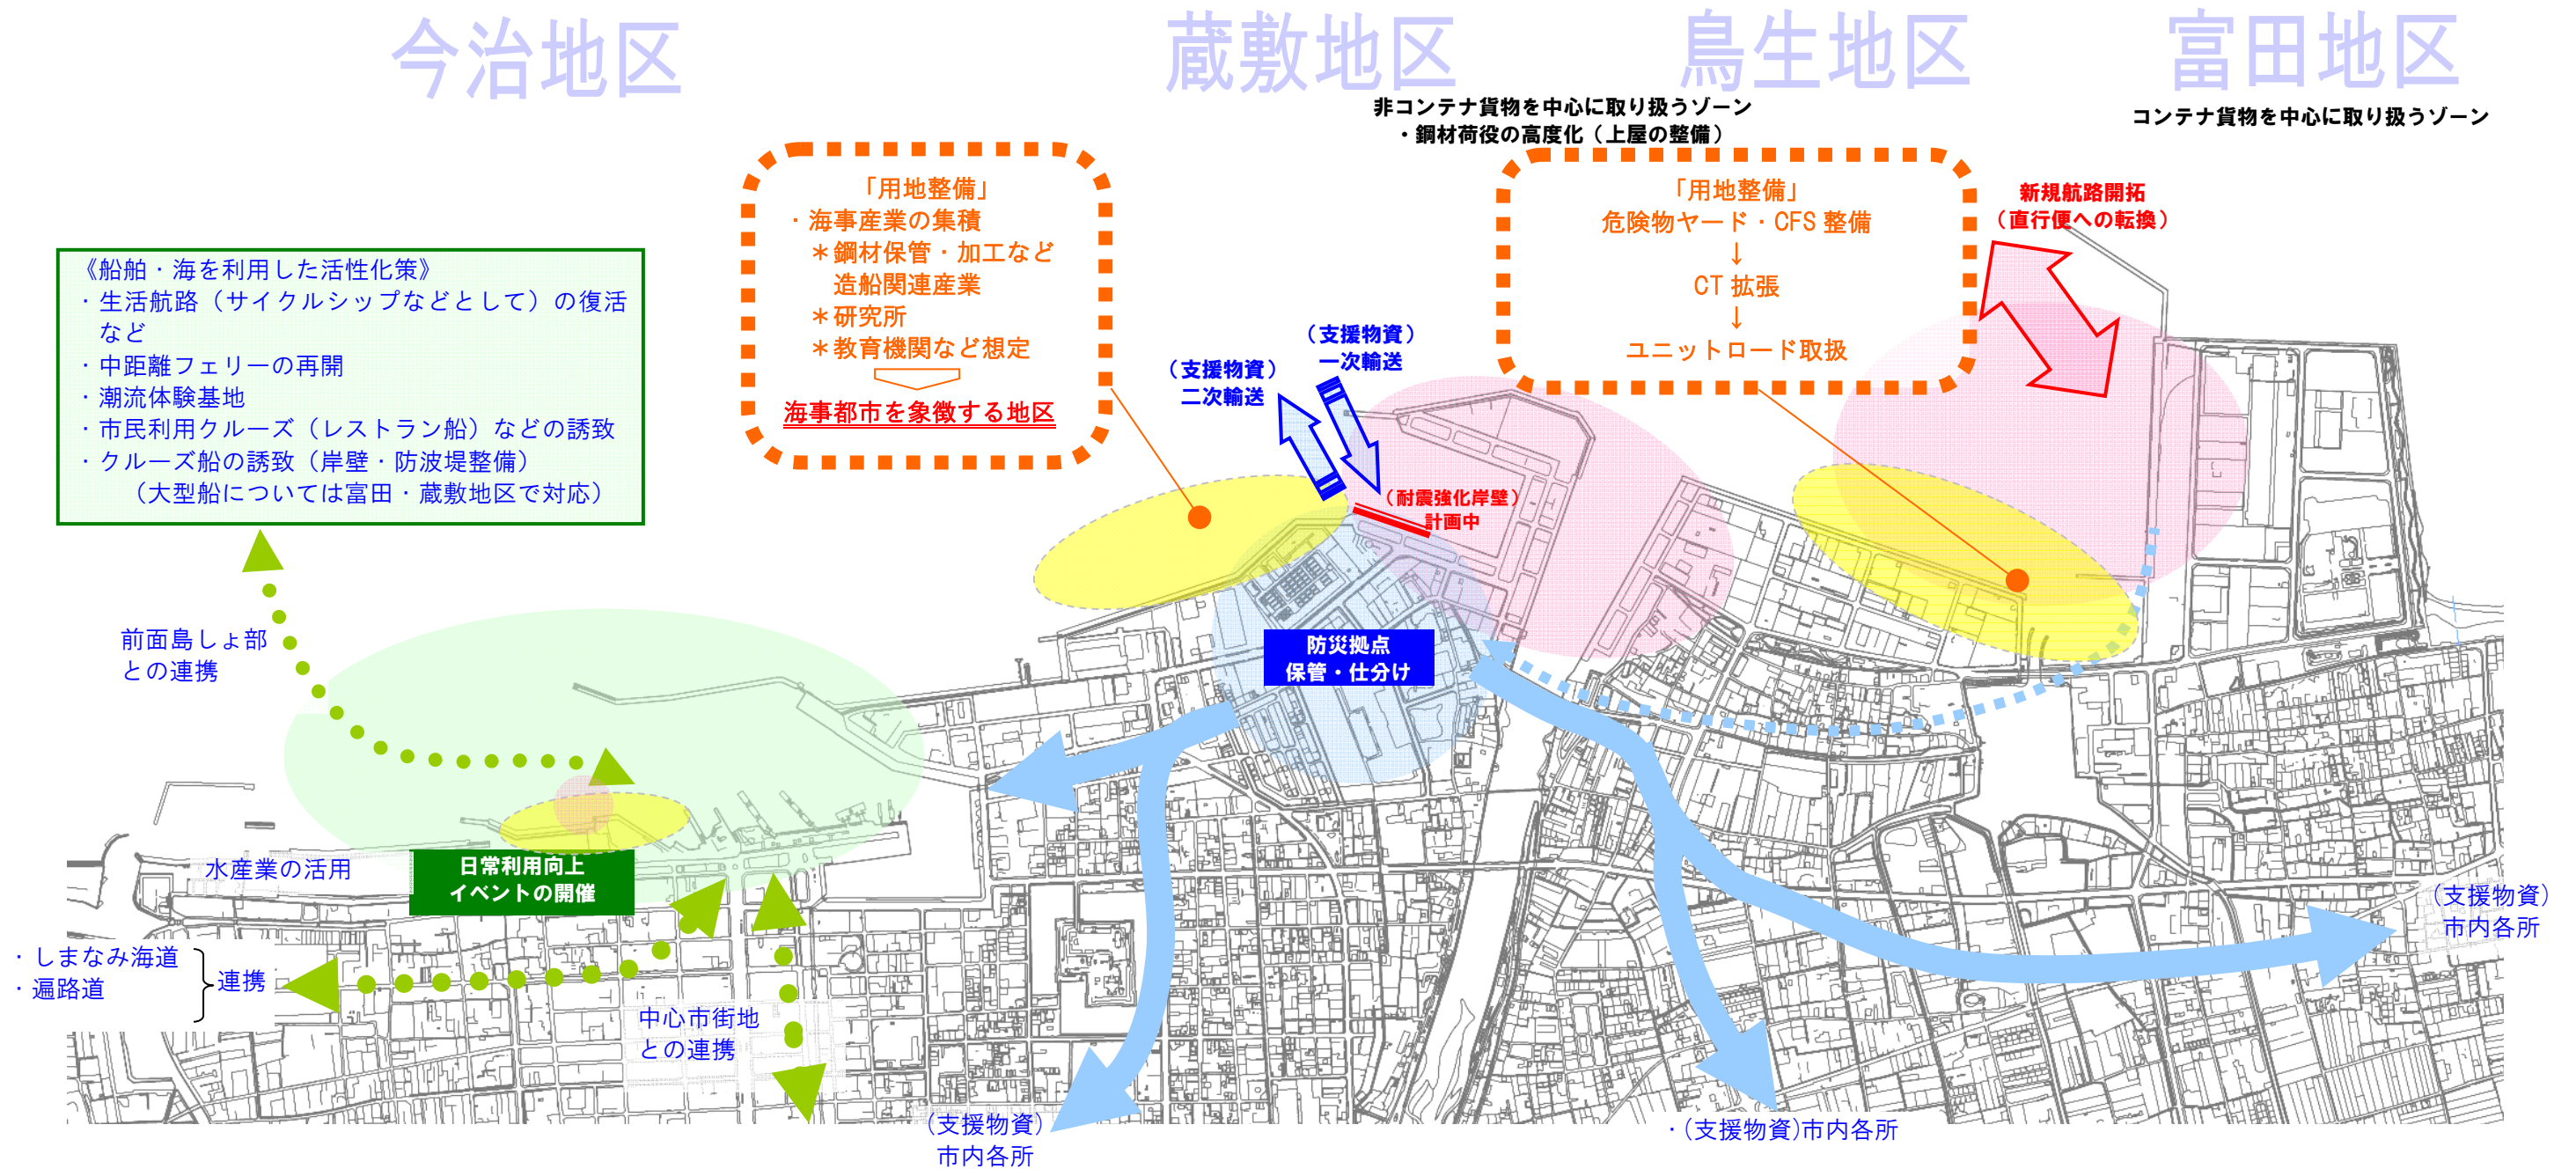 今治地区
蔵敷地区
鳥生地区
富田地区
非コンテナ貨物を中心に取り扱うゾーン
・鋼材荷役の高度化（上屋の整備）
コンテナ貨物を中心に取り扱うゾーン
「用地整備」
・海事産業の集積
＊鋼材保管・加工など
造船関連産業
＊研究所
＊教育機関など想定
海事都市を象徴する地区
「用地整備」
危険物ヤード・CFS 整備
↓
CT 拡張
↓
ユニットロード取扱
新規航路開拓
（直行便への転換）
《船舶・海を利用した活性化策》
・生活航路（サイクルシップなどとして）の復活
など
・中距離フェリーの再開
・潮流体験基地
・市民利用クルーズ（レストラン船）などの誘致
・クルーズ船の誘致（岸壁・防波堤整備）
（大型船については富田・蔵敷地区で対応）
（支援物資）
二次輸送
（支援物資）
一次輸送
（耐震強化岸壁）
計画中
前面島しょ部
との連携
防災拠点
保管・仕分け
水産業の活用
日常利用向上
イベントの開催
・しまなみ海道
・遍路道
連携
中心市街地
との連携
（支援物資）
市内各所
・（支援物資）市内各所
（支援物資）
市内各所